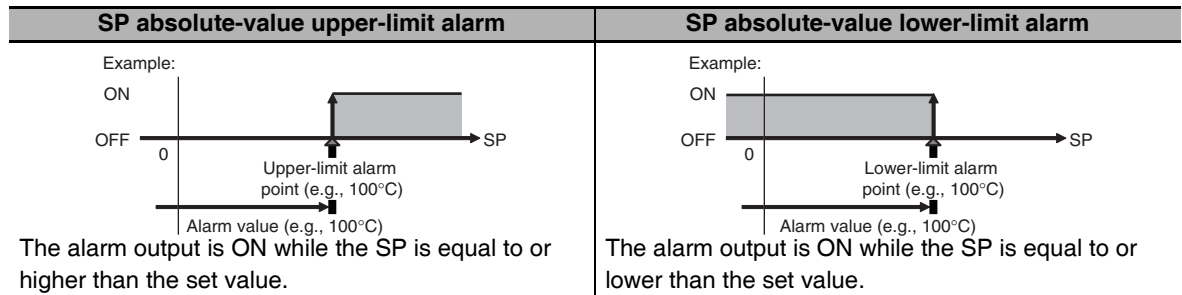 SP absolute-value upper-limit alarm
Example:
ON
OFF
0
SP
Upper-limit alarm
point (e.g., 100°C)
Alarm value (e.g., 100°C)
The alarm output is ON while the SP is equal to or
higher than the set value.
SP absolute-value lower-limit alarm
Example:
ON
OFF
0
SP
Lower-limit alarm
point (e.g., 100°C)
Alarm value (e.g., 100°C)
The alarm output is ON while the SP is equal to or
lower than the set value.